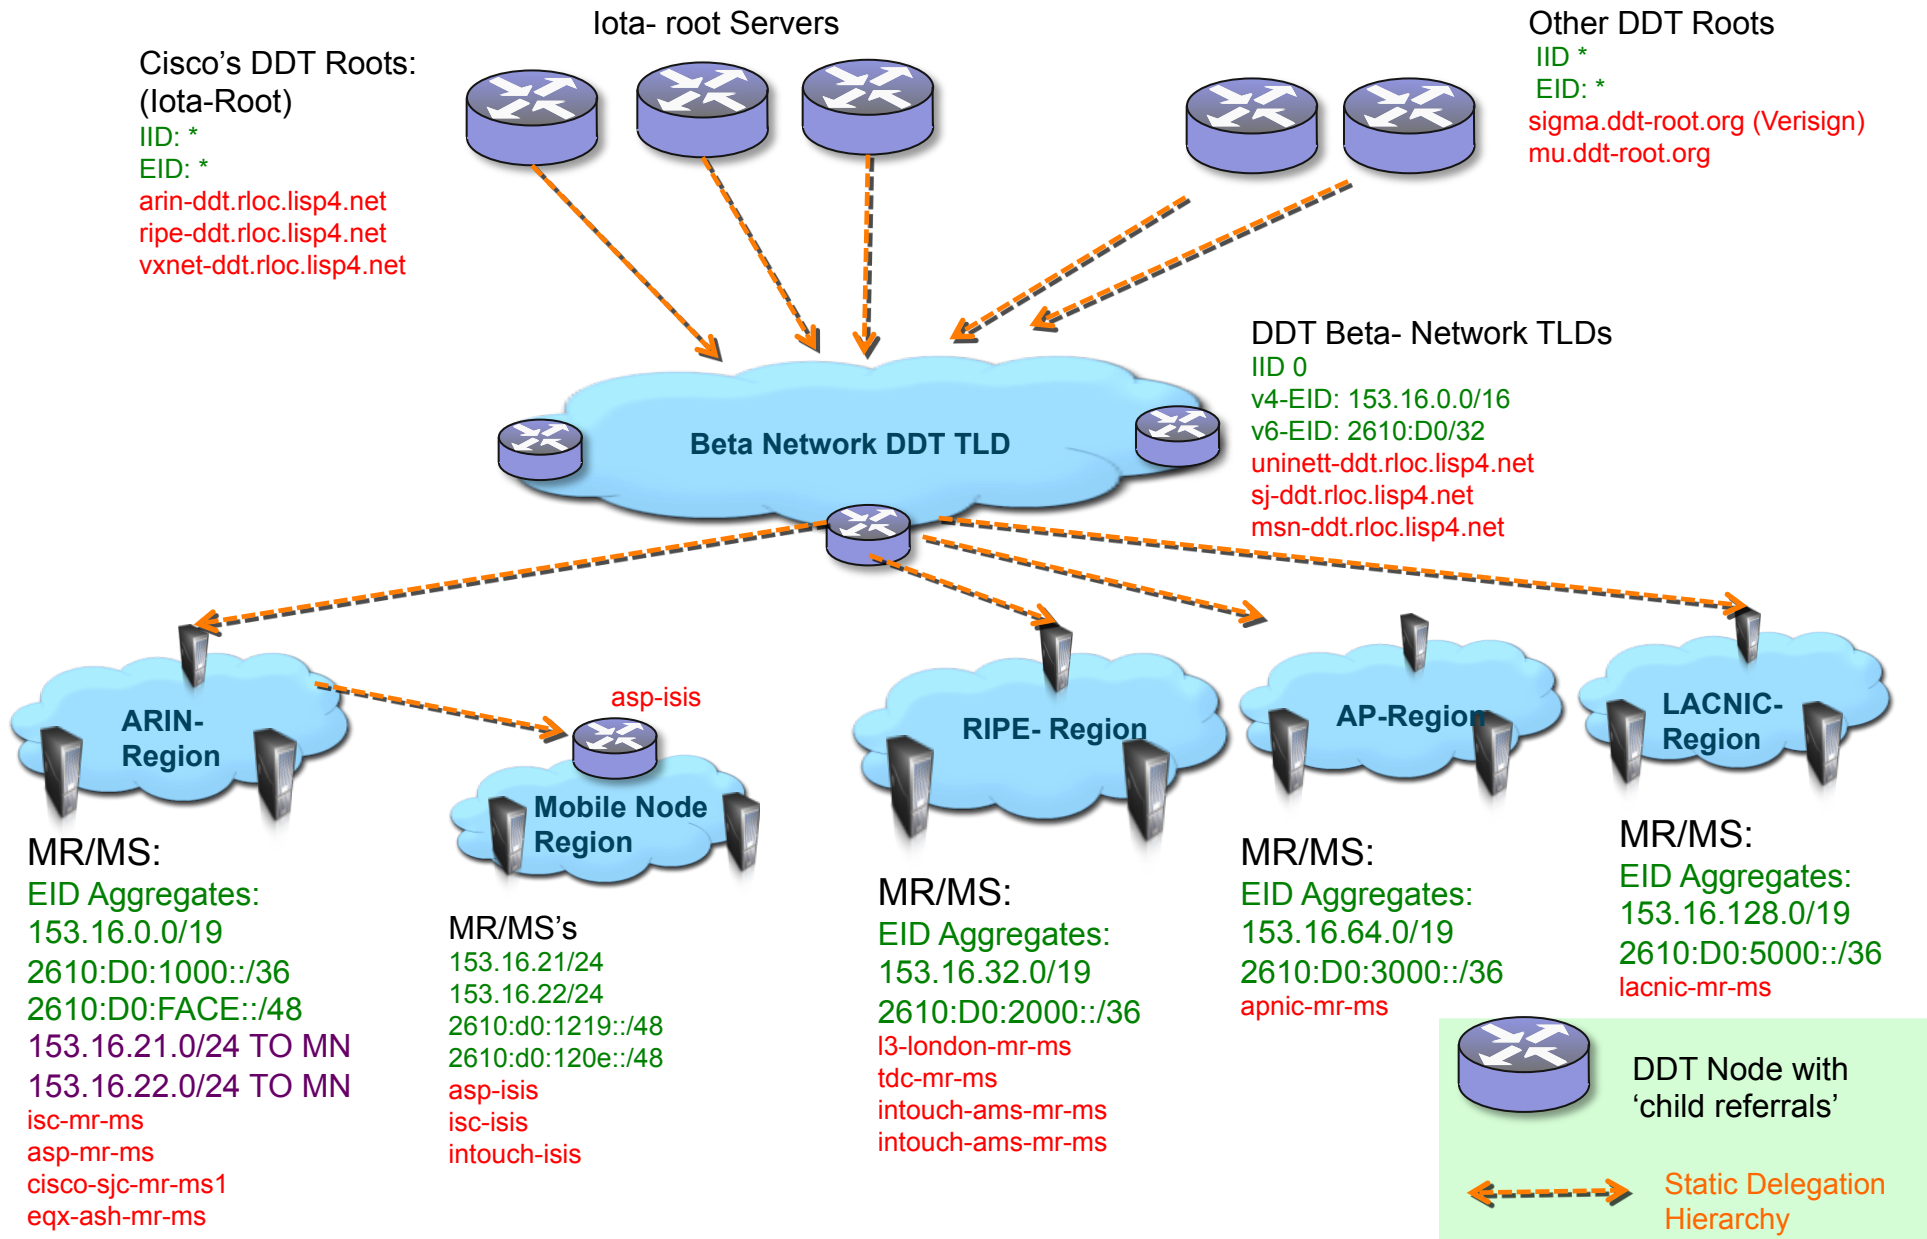 Iota- root Servers
Cisco’s DDT Roots:
(Iota-Root)
IID: *
EID: *
arin-ddt.rloc.lisp4.net
ripe-ddt.rloc.lisp4.net
vxnet-ddt.rloc.lisp4.net
Other DDT Roots
IID *
EID: *
sigma.ddt-root.org (Verisign)
mu.ddt-root.org
DDT Beta- Network TLDs
IID 0
v4-EID: 153.16.0.0/16
v6-EID: 2610:D0/32
uninett-ddt.rloc.lisp4.net
sj-ddt.rloc.lisp4.net
msn-ddt.rloc.lisp4.net
Beta Network DDT TLD
ARIN-
Region
asp-isis
Mobile Node
Region
RIPE- Region
AP-Region
LACNIC-
Region
MR/MS:
EID Aggregates:
153.16.0.0/19
2610:D0:1000::/36
2610:D0:FACE::/48
153.16.21.0/24 TO MN
153.16.22.0/24 TO MN
isc-mr-ms
asp-mr-ms
cisco-sjc-mr-ms1
eqx-ash-mr-ms
MR/MS’s
153.16.21/24
153.16.22/24
2610:d0:1219::/48
2610:d0:120e::/48
asp-isis
isc-isis
intouch-isis
MR/MS:
EID Aggregates:
153.16.32.0/19
2610:D0:2000::/36
l3-london-mr-ms
tdc-mr-ms
intouch-ams-mr-ms
intouch-ams-mr-ms
MR/MS:
EID Aggregates:
153.16.64.0/19
2610:D0:3000::/36
apnic-mr-ms
MR/MS:
EID Aggregates:
153.16.128.0/19
2610:D0:5000::/36
lacnic-mr-ms
DDT Node with
‘child referrals’
Static Delegation
Hierarchy